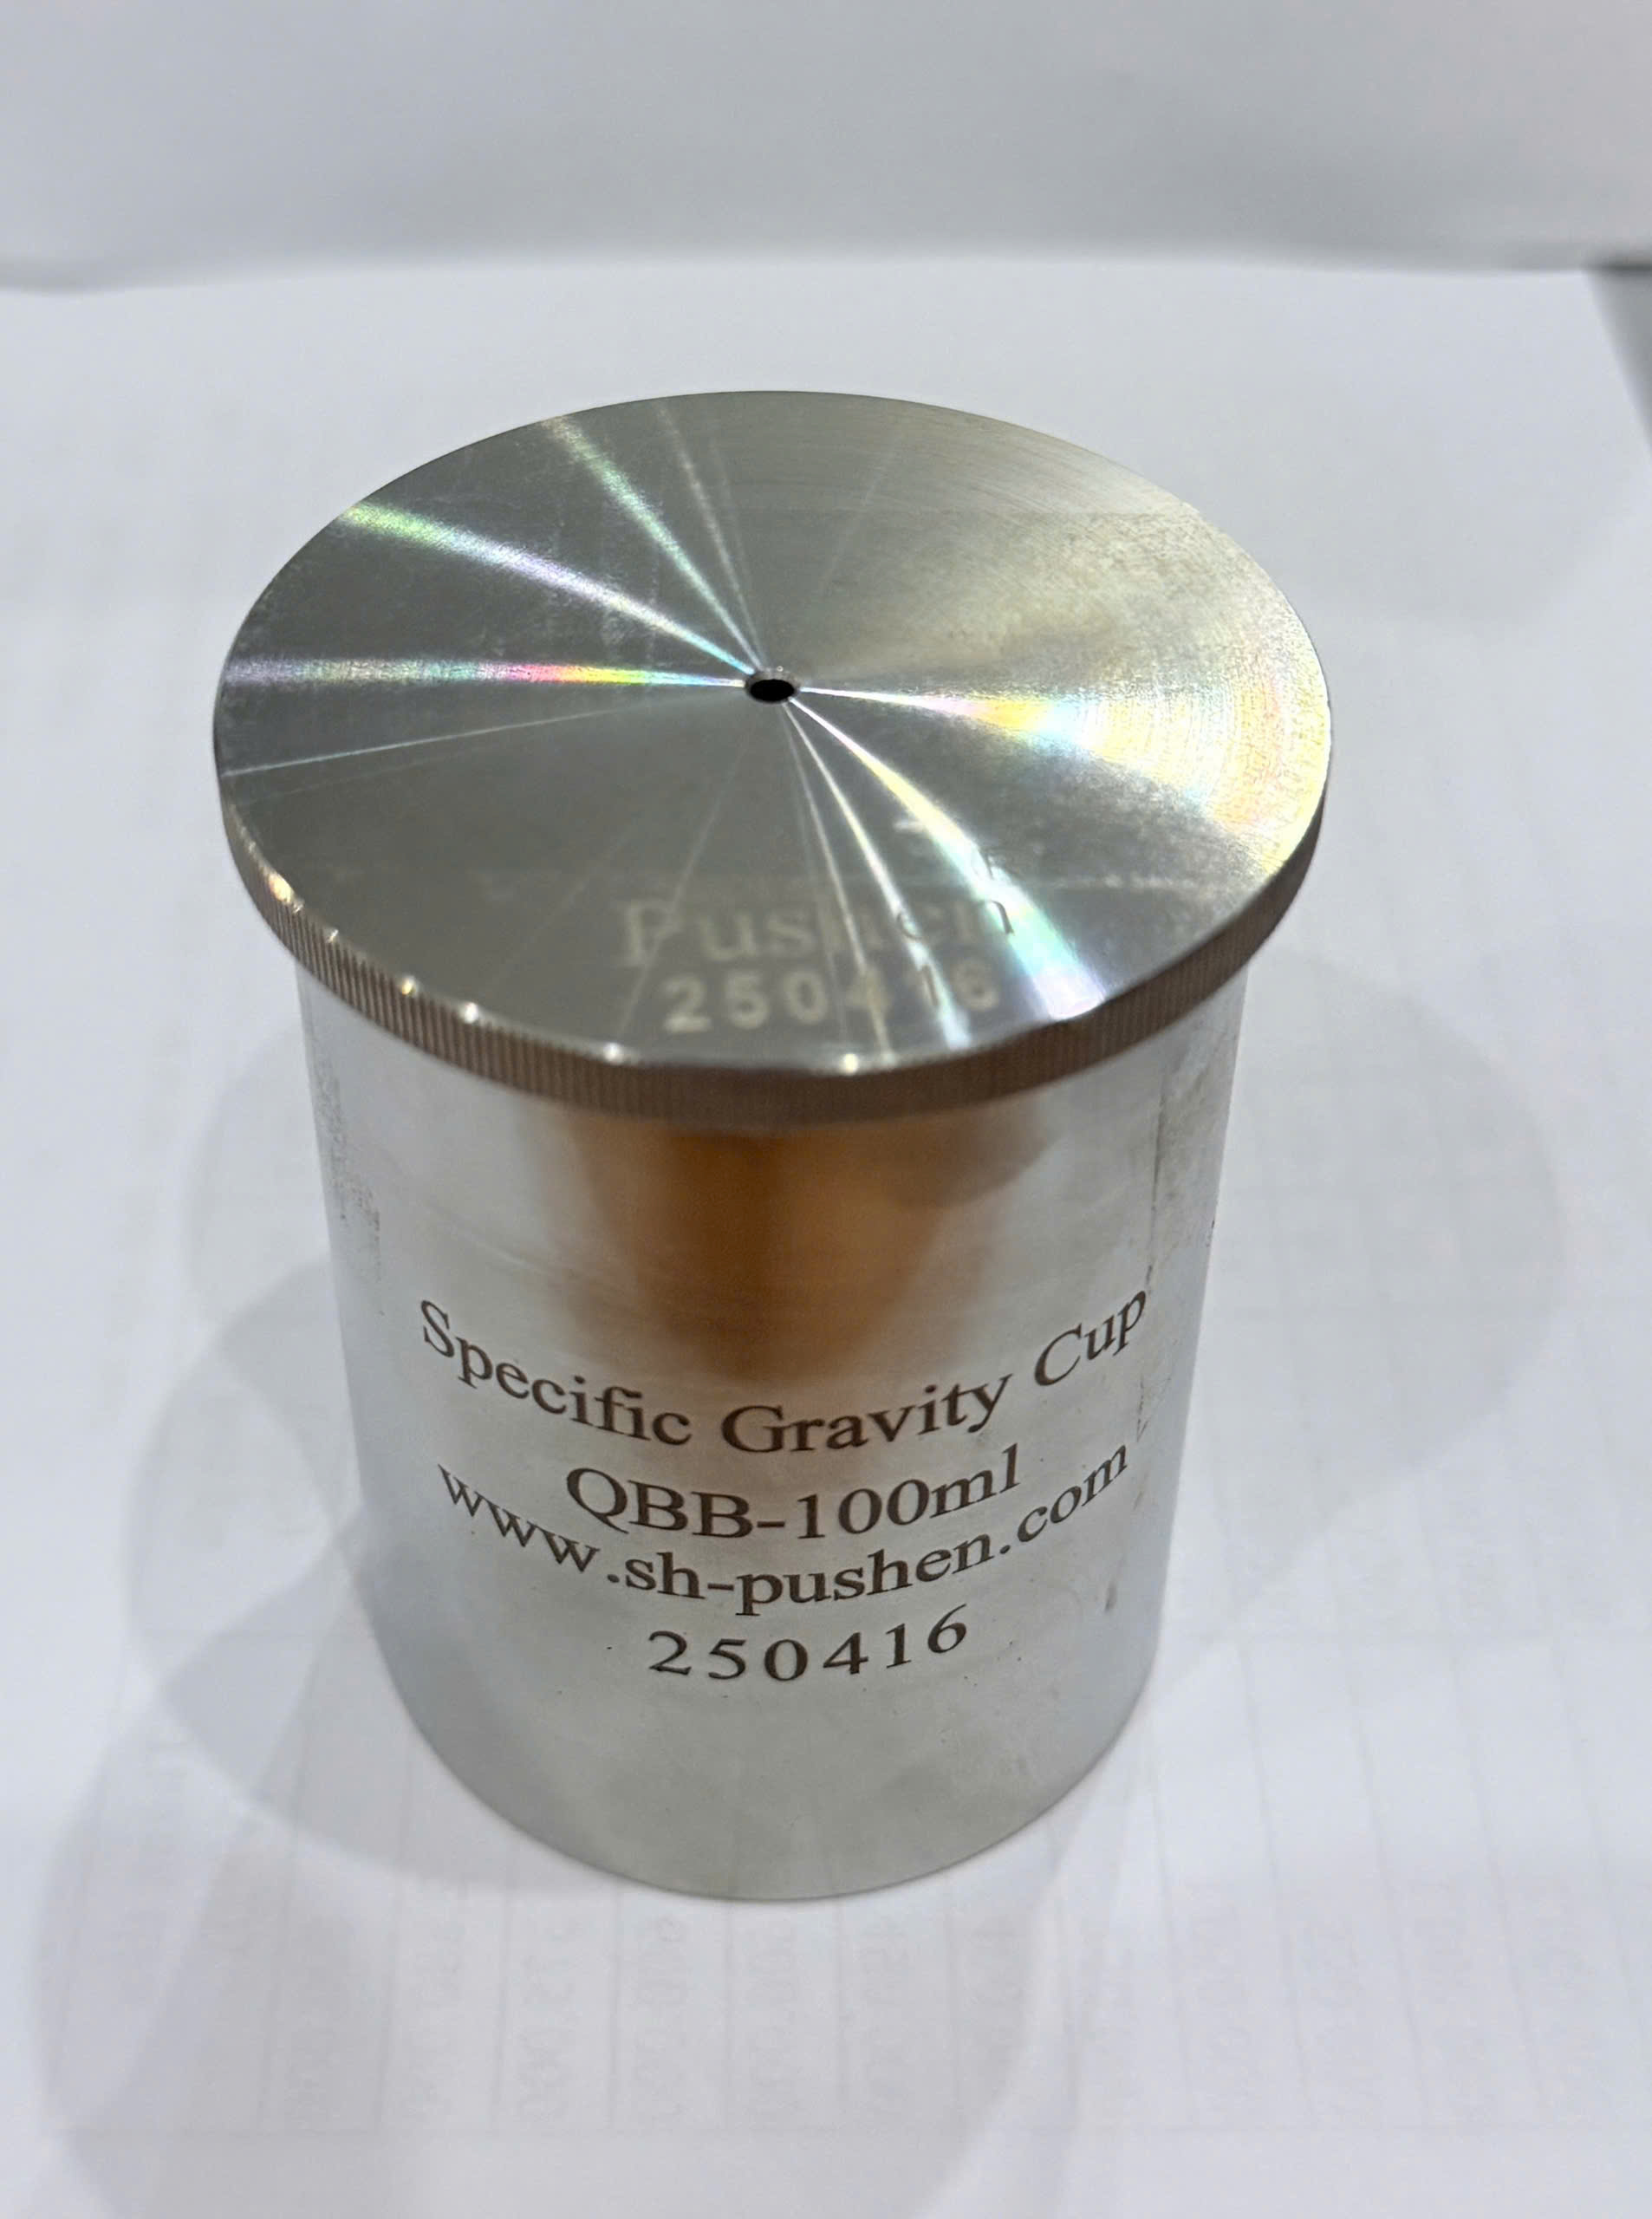 Pushen
250416
Specific Gravity Cup
QBB-100ml
www.sh-pushen.com
250416